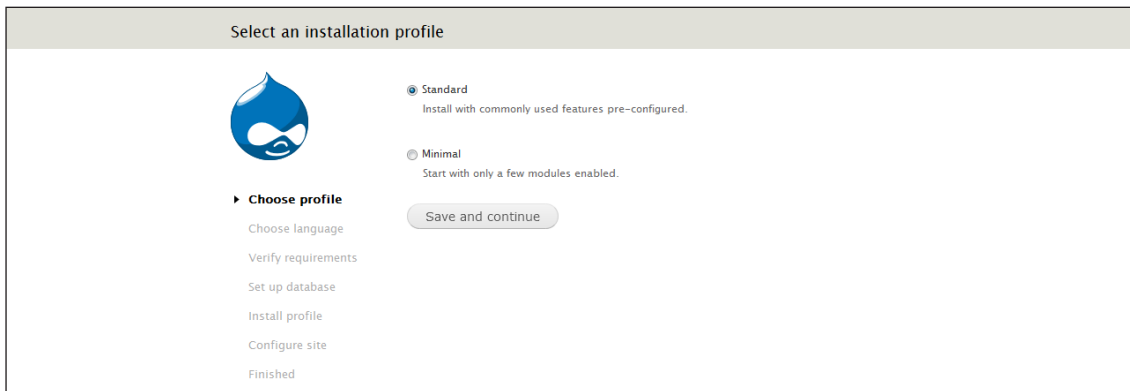 Select an installation profile
Standard
Install with commonly used features pre-configured.
Minimal
Start with only a few modules enabled.
Save and continue
Choose profile
Choose language
Verify requirements
Set up database
Install profile
Configure site
Finished